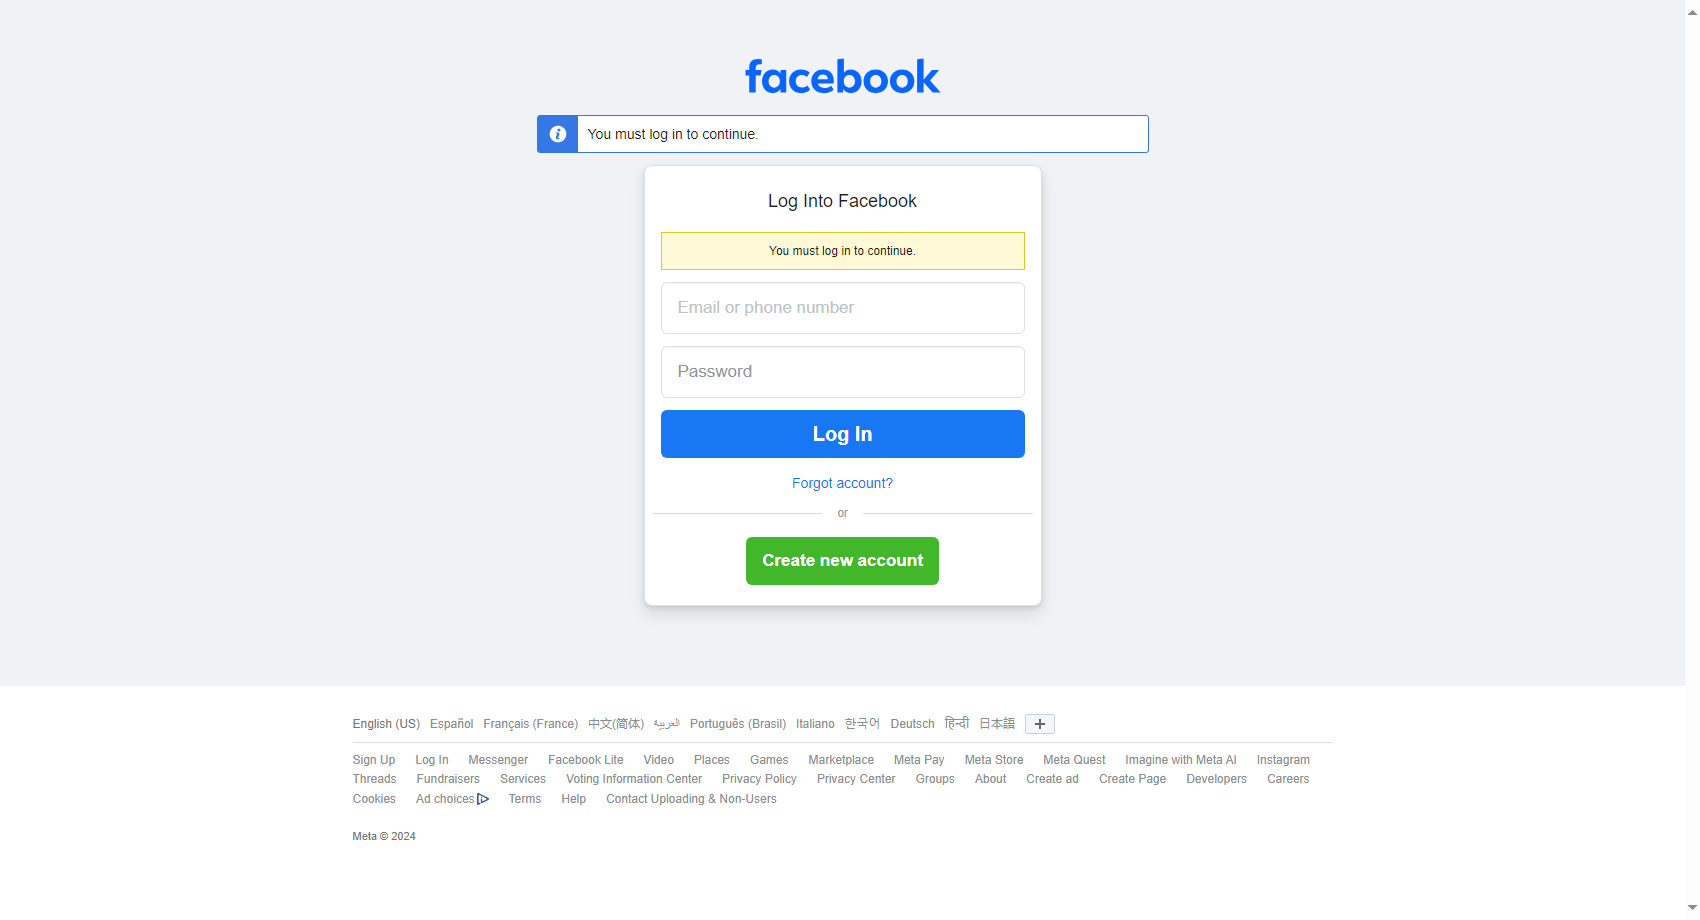 facebook
You must log in to continue.
Log Into Facebook
You must log in to continue.
Email or phone number
Password
Log In
Forgot account?
or
Create new account
English (US) Español Français (France) 中文(简体) العربية Português (Brasil) Italiano 한국어 Deutsch हिन्दी 日本語
Sign Up Log In Messenger Facebook Lite Video Places Games Marketplace Meta Pay Meta Store Meta Quest Imagine with Meta AI Instagram
Threads Fundraisers Services Voting Information Center Privacy Policy Privacy Center Groups About Create ad Create Page Developers Careers
Cookies Ad choices Terms Help Contact Uploading & Non-Users
Meta © 2024